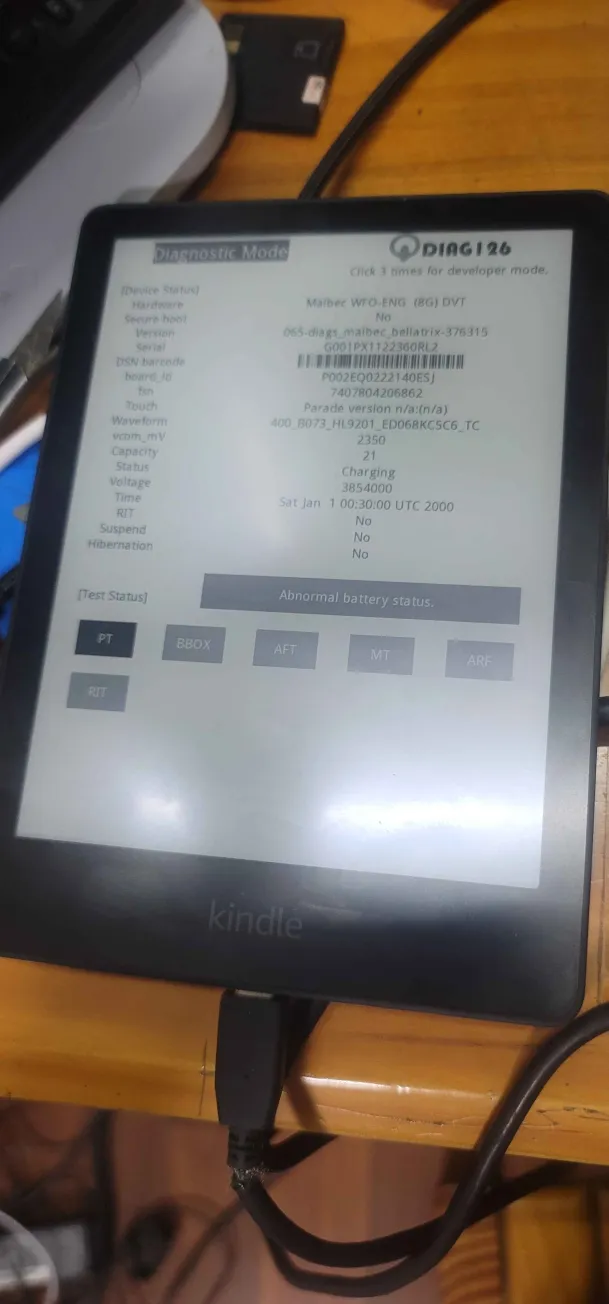 Diagnostic Mode
DIAG126
Click 3 times for developer mode.
[Device Status]
Hardware Malbec WFO-ENG (8G) DVT
Secure boot No
Version 065-diags_malbec_bellatrix-376315
Serial G001PX1122360RL2
DSN barcode
board_id P002EQ0222140ESJ
fsn 7407804206862
Touch Parade version n/a:(n/a)
Waveform 400_B073_HL9201_ED068KC5C6_TC
vcom_mV 2350
Capacity 21
Status Charging
Voltage 3854000
Time Sat Jan 1 00:30:00 UTC 2000
RIT No
Suspend No
Hibernation No
[Test Status] Abnormal battery status.
PT BBOX AFT MT ARF
RIT
kindle